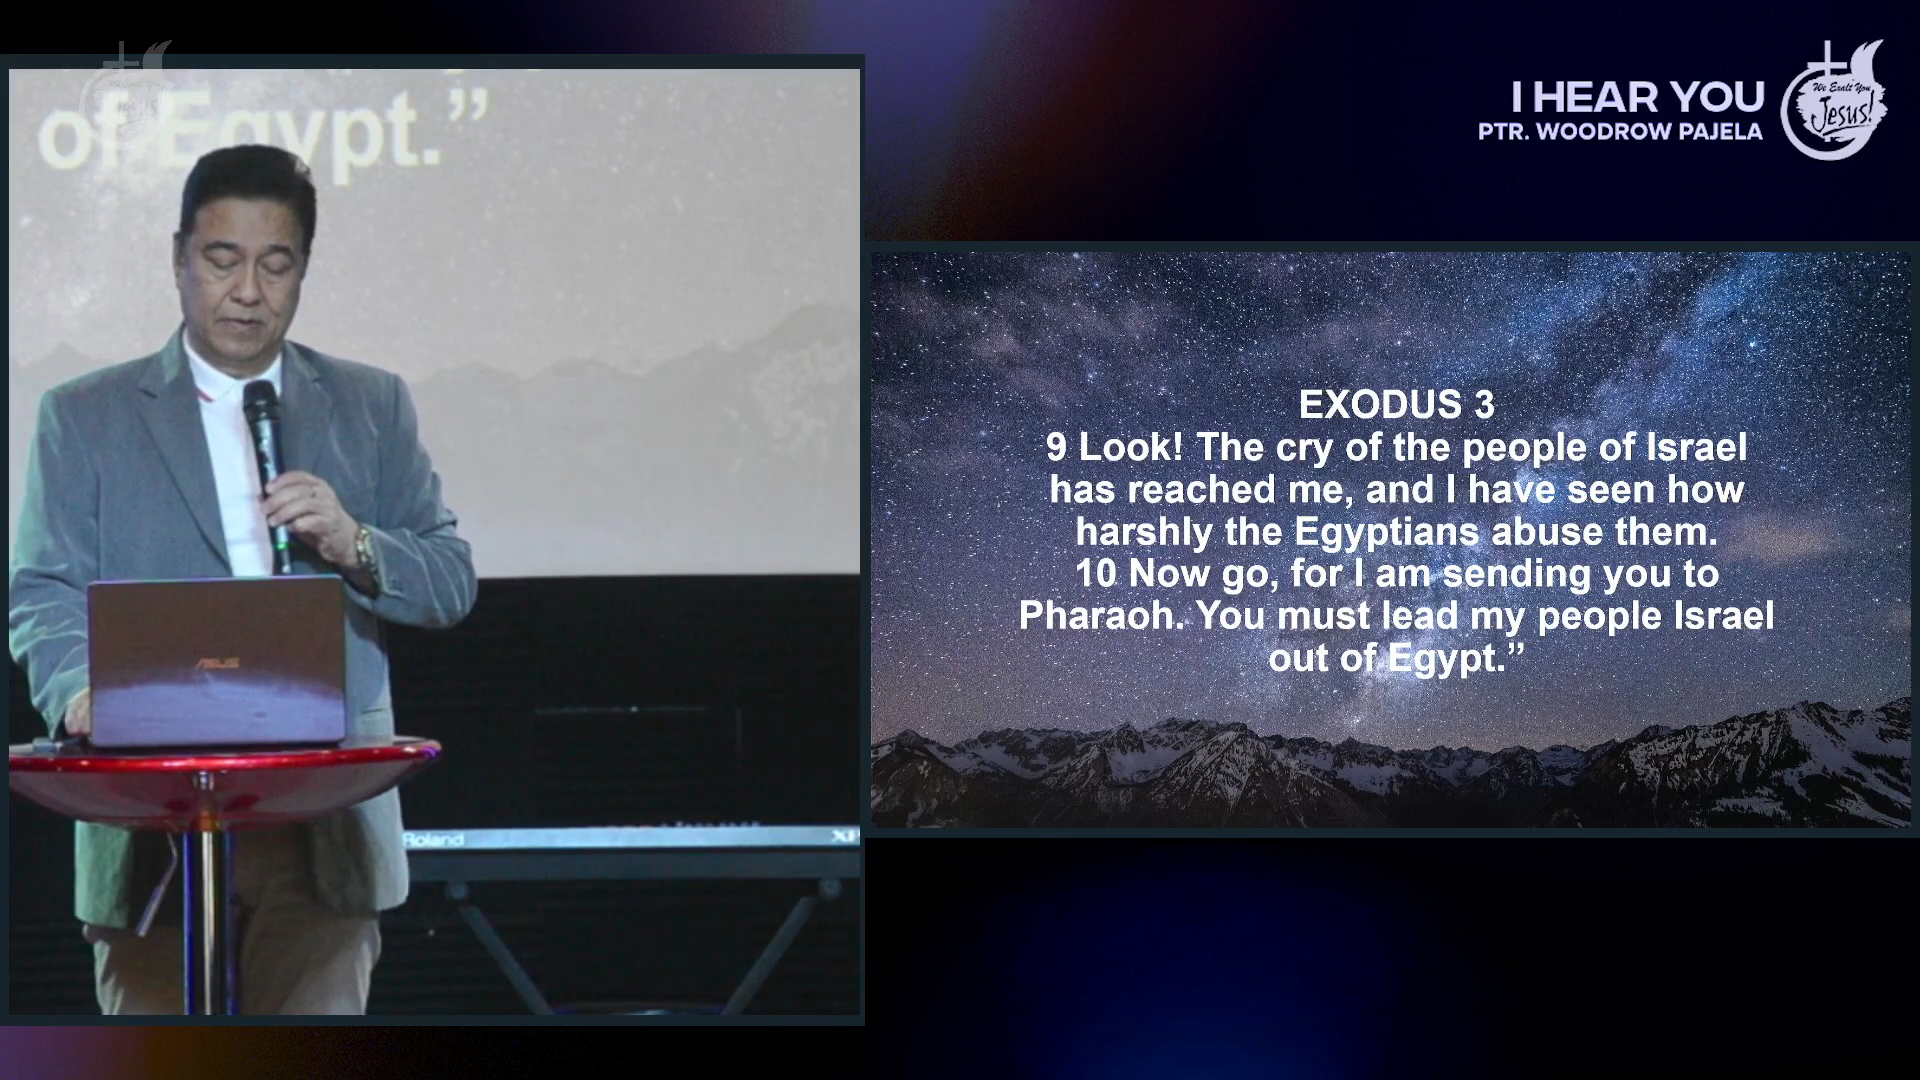 of Egypt.”
I HEAR YOU
PTR. WOODROW PAJELA
We Exalt You
Jesus!
EXODUS 3
9 Look! The cry of the people of Israel
has reached me, and I have seen how
harshly the Egyptians abuse them.
10 Now go, for I am sending you to
Pharaoh. You must lead my people Israel
out of Egypt.”
ASUS
Roland
XP